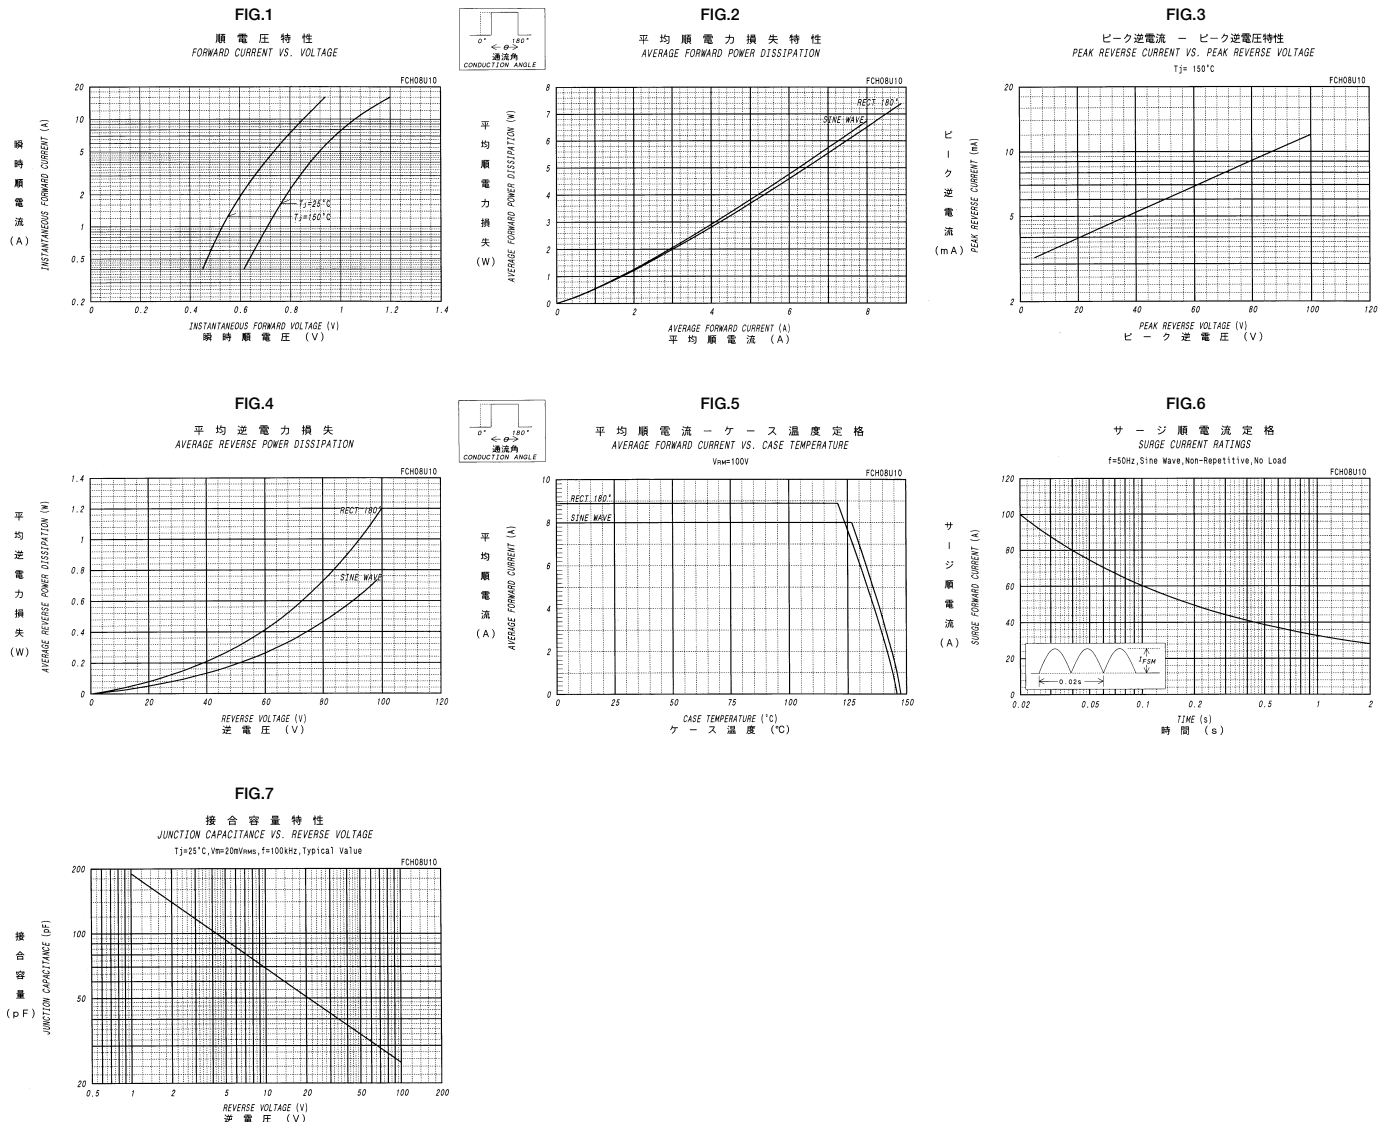 FIG.1
順電圧特性
FORWARD CURRENT VS. VOLTAGE
FCH08U10
瞬時順電流 (A)
INSTANTANEOUS FORWARD CURRENT (A)
20
10
5
2
1
0.5
0.2
Tj=25°C
Tj=150°C
0 0.2 0.4 0.6 0.8 1 1.2 1.4
INSTANTANEOUS FORWARD VOLTAGE (V)
瞬時順電圧 (V)
0° 180°
θ
通流角
CONDUCTION ANGLE
FIG.2
平均順電力損失特性
AVERAGE FORWARD POWER DISSIPATION
FCH08U10
平均順電力損失 (W)
AVERAGE FORWARD POWER DISSIPATION (W)
8
7
6
5
4
3
2
1
0
RECT 180°
SINE WAVE
0 2 4 6 8
AVERAGE FORWARD CURRENT (A)
平均順電流 (A)
FIG.3
ピーク逆電流 − ピーク逆電圧特性
PEAK REVERSE CURRENT VS. PEAK REVERSE VOLTAGE
Tj= 150°C
FCH08U10
ピーク逆電流 (mA)
PEAK REVERSE CURRENT (mA)
20
10
5
2
0 20 40 60 80 100 120
PEAK REVERSE VOLTAGE (V)
ピーク逆電圧 (V)
FIG.4
平均逆電力損失
AVERAGE REVERSE POWER DISSIPATION
FCH08U10
平均逆電力損失 (W)
AVERAGE REVERSE POWER DISSIPATION (W)
1.4
1.2
1
0.8
0.6
0.4
0.2
0
RECT 180°
SINE WAVE
0 20 40 60 80 100 120
REVERSE VOLTAGE (V)
逆電圧 (V)
0° 180°
θ
通流角
CONDUCTION ANGLE
FIG.5
平均順電流−ケース温度定格
AVERAGE FORWARD CURRENT VS. CASE TEMPERATURE
VRM=100V
FCH08U10
平均順電流 (A)
AVERAGE FORWARD CURRENT (A)
10
8
6
4
2
0
RECT 180°
SINE WAVE
0 25 50 75 100 125 150
CASE TEMPERATURE (°C)
ケース温度 (℃)
FIG.6
サージ順電流定格
SURGE CURRENT RATINGS
f=50Hz,Sine Wave,Non-Repetitive,No Load
FCH08U10
サージ順電流 (A)
SURGE FORWARD CURRENT (A)
120
100
80
60
40
20
0
IFSM
0.02s
0.02 0.05 0.1 0.2 0.5 1 2
TIME (s)
時間 (s)
FIG.7
接合容量特性
JUNCTION CAPACITANCE VS. REVERSE VOLTAGE
Tj=25°C,Vm=20mVRMS,f=100kHz,Typical Value
FCH08U10
接合容量 (pF)
JUNCTION CAPACITANCE (pF)
200
100
50
20
0.5 1 2 5 10 20 50 100 200
REVERSE VOLTAGE (V)
逆電圧 (V)